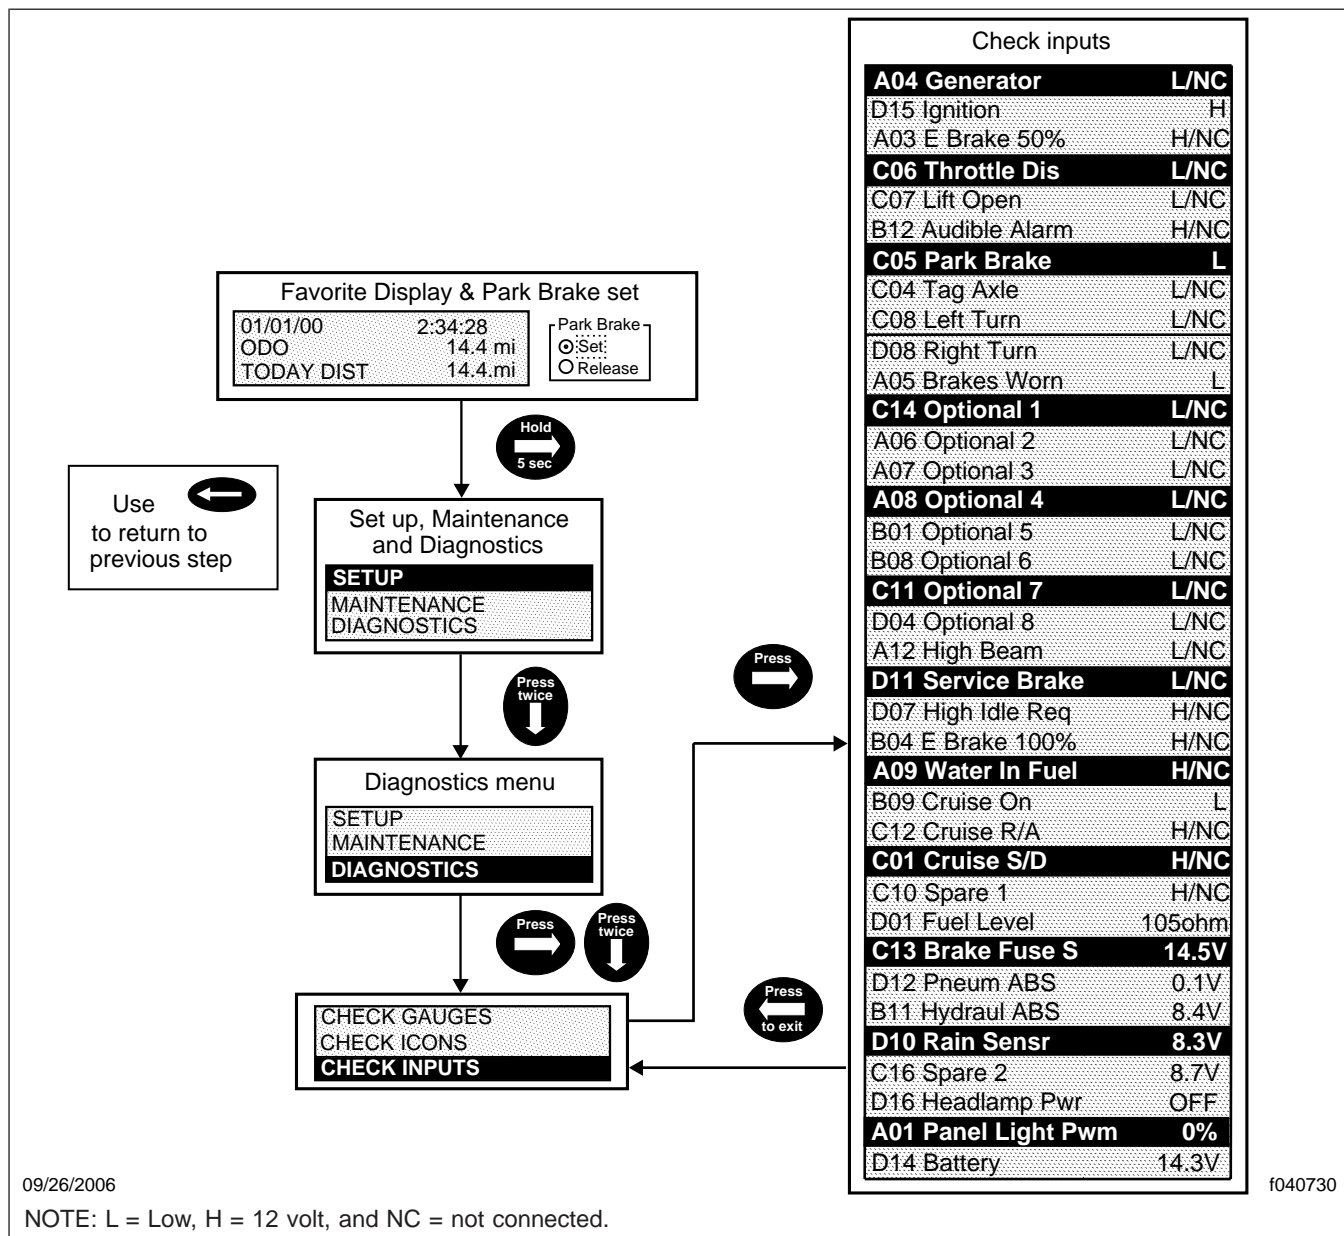 Favorite Display & Park Brake set
01/01/00 2:34:28
ODO 14.4 mi
TODAY DIST 14.4.mi
Park Brake
Set
Release
Hold
5 sec
Use
to return to
previous step
Set up, Maintenance
and Diagnostics
SETUP
MAINTENANCE
DIAGNOSTICS
Press
twice
Diagnostics menu
SETUP
MAINTENANCE
DIAGNOSTICS
Press
Press
twice
CHECK GAUGES
CHECK ICONS
CHECK INPUTS
Press
Press
to exit
Check inputs
A04 Generator L/NC
D15 Ignition H
A03 E Brake 50% H/NC
C06 Throttle Dis L/NC
C07 Lift Open L/NC
B12 Audible Alarm H/NC
C05 Park Brake L
C04 Tag Axle L/NC
C08 Left Turn L/NC
D08 Right Turn L/NC
A05 Brakes Worn L
C14 Optional 1 L/NC
A06 Optional 2 L/NC
A07 Optional 3 L/NC
A08 Optional 4 L/NC
B01 Optional 5 L/NC
B08 Optional 6 L/NC
C11 Optional 7 L/NC
D04 Optional 8 L/NC
A12 High Beam L/NC
D11 Service Brake L/NC
D07 High Idle Req H/NC
B04 E Brake 100% H/NC
A09 Water In Fuel H/NC
B09 Cruise On L
C12 Cruise R/A H/NC
C01 Cruise S/D H/NC
C10 Spare 1 H/NC
D01 Fuel Level 105ohm
C13 Brake Fuse S 14.5V
D12 Pneum ABS 0.1V
B11 Hydraul ABS 8.4V
D10 Rain Sensr 8.3V
C16 Spare 2 8.7V
D16 Headlamp Pwr OFF
A01 Panel Light Pwm 0%
D14 Battery 14.3V
09/26/2006
f040730
NOTE: L = Low, H = 12 volt, and NC = not connected.